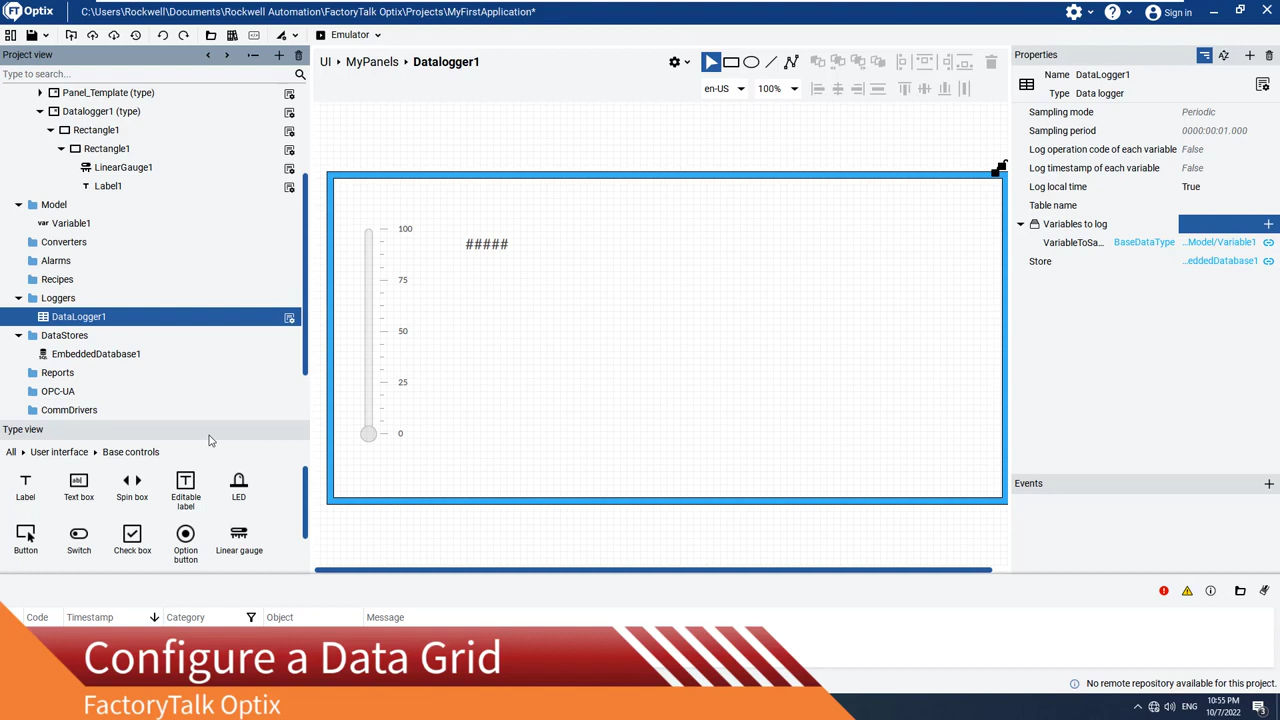 FT Optix C:\Users\Rockwell\Documents\Rockwell Automation\FactoryTalk Optix\Projects\MyFirstApplication* Sign in
Emulator
Project view
Type to search...
Panel_Template (type)
Datalogger1 (type)
Rectangle1
Rectangle1
LinearGauge1
T Label1
Model
var Variable1
Converters
Alarms
Recipes
Loggers
DataLogger1
DataStores
EmbeddedDatabase1
Reports
OPC-UA
CommDrivers
Type view
All User interface Base controls
Label Text box Spin box Editable label LED
Button Switch Check box Option button Linear gauge
UI MyPanels Datalogger1
en-US 100%
100
75
50
25
0
#####
Properties
Name DataLogger1
Type Data logger
Sampling mode Periodic
Sampling period 0000:00:01.000
Log operation code of each variable False
Log timestamp of each variable False
Log local time True
Table name
Variables to log
VariableToSa... BaseDataType ...Model/Variable1
Store ...eddedDatabase1
Events
Code Timestamp Category Object Message
Configure a Data Grid
FactoryTalk Optix
No remote repository available for this project.
ENG 10:55 PM
10/7/2022
3